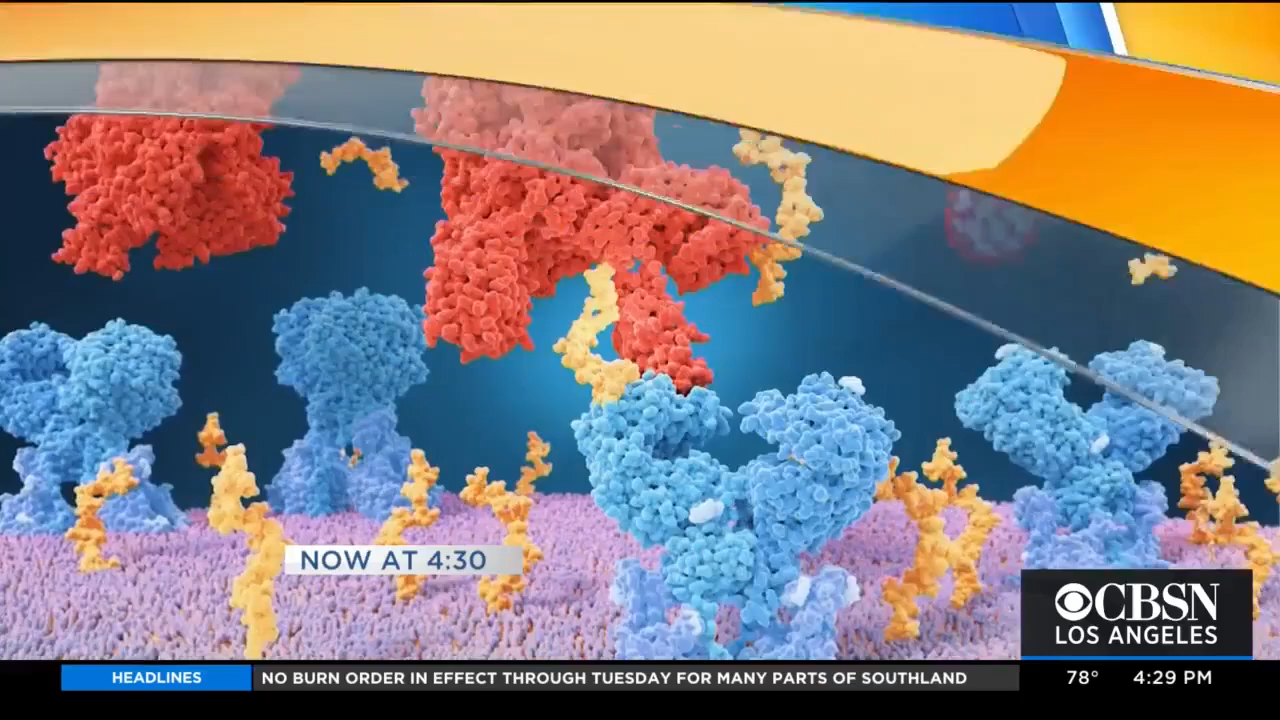 NOW AT 4:30
CBSN
LOS ANGELES
HEADLINES
NO BURN ORDER IN EFFECT THROUGH TUESDAY FOR MANY PARTS OF SOUTHLAND
78° 4:29 PM